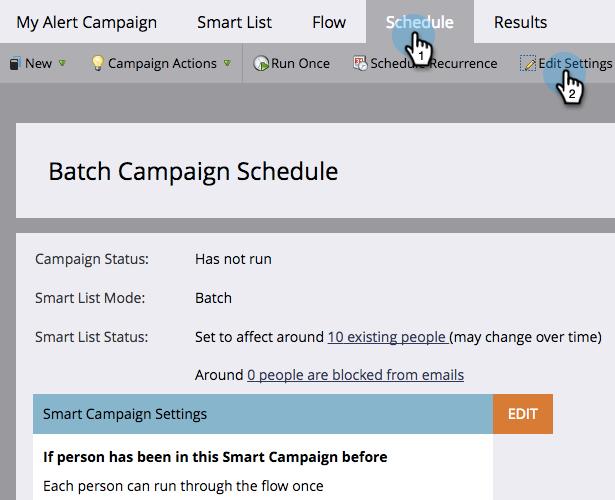 My Alert Campaign Smart List Flow Schedule Results
New Campaign Actions Run Once Schedule Recurrence Edit Settings
1
2
Batch Campaign Schedule
Campaign Status: Has not run
Smart List Mode: Batch
Smart List Status: Set to affect around 10 existing people (may change over time)
Around 0 people are blocked from emails
Smart Campaign Settings EDIT
If person has been in this Smart Campaign before
Each person can run through the flow once